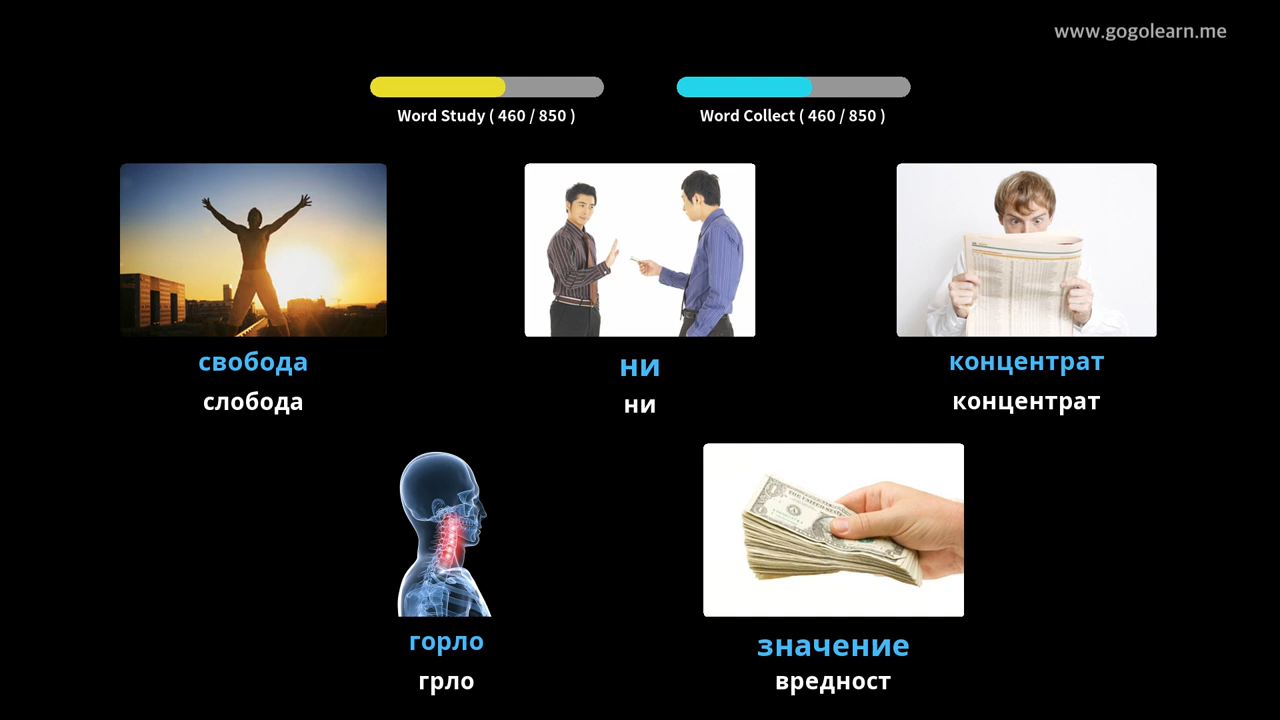 www.gogolearn.me
Word Study ( 460 / 850 )
Word Collect ( 460 / 850 )
свобода
слобода
ни
ни
концентрат
концентрат
горло
грло
значение
вредност